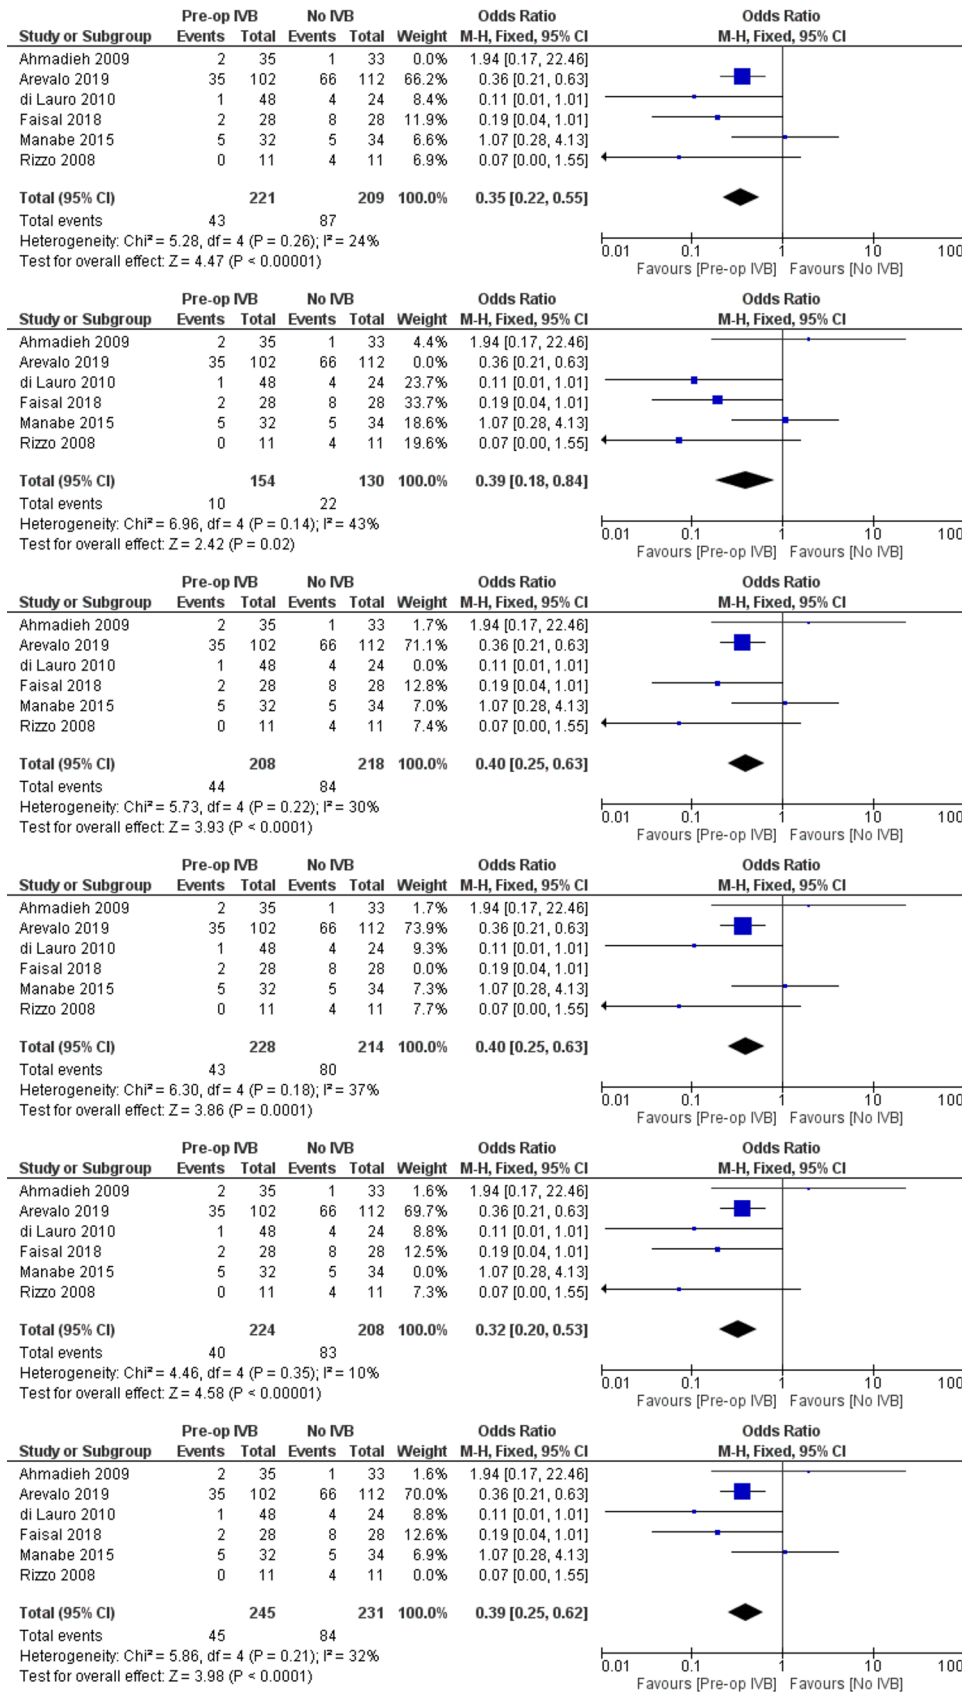 Pre-op IVB No IVB Odds Ratio Odds Ratio
Study or Subgroup Events Total Events Total Weight M-H, Fixed, 95% CI M-H, Fixed, 95% CI
Ahmadieh 2009 2 35 1 33 0.0% 1.94 [0.17, 22.46]
Arevalo 2019 35 102 66 112 66.2% 0.36 [0.21, 0.63]
di Lauro 2010 1 48 4 24 8.4% 0.11 [0.01, 1.01]
Faisal 2018 2 28 8 28 11.9% 0.19 [0.04, 1.01]
Manabe 2015 5 32 5 34 6.6% 1.07 [0.28, 4.13]
Rizzo 2008 0 11 4 11 6.9% 0.07 [0.00, 1.55]
Total (95% CI) 221 209 100.0% 0.35 [0.22, 0.55]
Total events 43 87
Heterogeneity: Chi² = 5.28, df = 4 (P = 0.26); I² = 24%
Test for overall effect: Z = 4.47 (P < 0.00001)
0.01 0.1 1 10 100
Favours [Pre-op IVB] Favours [No IVB]
Pre-op IVB No IVB Odds Ratio Odds Ratio
Study or Subgroup Events Total Events Total Weight M-H, Fixed, 95% CI M-H, Fixed, 95% CI
Ahmadieh 2009 2 35 1 33 4.4% 1.94 [0.17, 22.46]
Arevalo 2019 35 102 66 112 0.0% 0.36 [0.21, 0.63]
di Lauro 2010 1 48 4 24 23.7% 0.11 [0.01, 1.01]
Faisal 2018 2 28 8 28 33.7% 0.19 [0.04, 1.01]
Manabe 2015 5 32 5 34 18.6% 1.07 [0.28, 4.13]
Rizzo 2008 0 11 4 11 19.6% 0.07 [0.00, 1.55]
Total (95% CI) 154 130 100.0% 0.39 [0.18, 0.84]
Total events 10 22
Heterogeneity: Chi² = 6.96, df = 4 (P = 0.14); I² = 43%
Test for overall effect: Z = 2.42 (P = 0.02)
0.01 0.1 1 10 100
Favours [Pre-op IVB] Favours [No IVB]
Pre-op IVB No IVB Odds Ratio Odds Ratio
Study or Subgroup Events Total Events Total Weight M-H, Fixed, 95% CI M-H, Fixed, 95% CI
Ahmadieh 2009 2 35 1 33 1.7% 1.94 [0.17, 22.46]
Arevalo 2019 35 102 66 112 71.1% 0.36 [0.21, 0.63]
di Lauro 2010 1 48 4 24 0.0% 0.11 [0.01, 1.01]
Faisal 2018 2 28 8 28 12.8% 0.19 [0.04, 1.01]
Manabe 2015 5 32 5 34 7.0% 1.07 [0.28, 4.13]
Rizzo 2008 0 11 4 11 7.4% 0.07 [0.00, 1.55]
Total (95% CI) 208 218 100.0% 0.40 [0.25, 0.63]
Total events 44 84
Heterogeneity: Chi² = 5.73, df = 4 (P = 0.22); I² = 30%
Test for overall effect: Z = 3.93 (P < 0.0001)
0.01 0.1 1 10 100
Favours [Pre-op IVB] Favours [No IVB]
Pre-op IVB No IVB Odds Ratio Odds Ratio
Study or Subgroup Events Total Events Total Weight M-H, Fixed, 95% CI M-H, Fixed, 95% CI
Ahmadieh 2009 2 35 1 33 1.7% 1.94 [0.17, 22.46]
Arevalo 2019 35 102 66 112 73.9% 0.36 [0.21, 0.63]
di Lauro 2010 1 48 4 24 9.3% 0.11 [0.01, 1.01]
Faisal 2018 2 28 8 28 0.0% 0.19 [0.04, 1.01]
Manabe 2015 5 32 5 34 7.3% 1.07 [0.28, 4.13]
Rizzo 2008 0 11 4 11 7.7% 0.07 [0.00, 1.55]
Total (95% CI) 228 214 100.0% 0.40 [0.25, 0.63]
Total events 43 80
Heterogeneity: Chi² = 6.30, df = 4 (P = 0.18); I² = 37%
Test for overall effect: Z = 3.86 (P = 0.0001)
0.01 0.1 1 10 100
Favours [Pre-op IVB] Favours [No IVB]
Pre-op IVB No IVB Odds Ratio Odds Ratio
Study or Subgroup Events Total Events Total Weight M-H, Fixed, 95% CI M-H, Fixed, 95% CI
Ahmadieh 2009 2 35 1 33 1.6% 1.94 [0.17, 22.46]
Arevalo 2019 35 102 66 112 69.7% 0.36 [0.21, 0.63]
di Lauro 2010 1 48 4 24 8.8% 0.11 [0.01, 1.01]
Faisal 2018 2 28 8 28 12.5% 0.19 [0.04, 1.01]
Manabe 2015 5 32 5 34 0.0% 1.07 [0.28, 4.13]
Rizzo 2008 0 11 4 11 7.3% 0.07 [0.00, 1.55]
Total (95% CI) 224 208 100.0% 0.32 [0.20, 0.53]
Total events 40 83
Heterogeneity: Chi² = 4.46, df = 4 (P = 0.35); I² = 10%
Test for overall effect: Z = 4.58 (P < 0.00001)
0.01 0.1 1 10 100
Favours [Pre-op IVB] Favours [No IVB]
Pre-op IVB No IVB Odds Ratio Odds Ratio
Study or Subgroup Events Total Events Total Weight M-H, Fixed, 95% CI M-H, Fixed, 95% CI
Ahmadieh 2009 2 35 1 33 1.6% 1.94 [0.17, 22.46]
Arevalo 2019 35 102 66 112 70.0% 0.36 [0.21, 0.63]
di Lauro 2010 1 48 4 24 8.8% 0.11 [0.01, 1.01]
Faisal 2018 2 28 8 28 12.6% 0.19 [0.04, 1.01]
Manabe 2015 5 32 5 34 6.9% 1.07 [0.28, 4.13]
Rizzo 2008 0 11 4 11 0.0% 0.07 [0.00, 1.55]
Total (95% CI) 245 231 100.0% 0.39 [0.25, 0.62]
Total events 45 84
Heterogeneity: Chi² = 5.86, df = 4 (P = 0.21); I² = 32%
Test for overall effect: Z = 3.98 (P < 0.0001)
0.01 0.1 1 10 100
Favours [Pre-op IVB] Favours [No IVB]